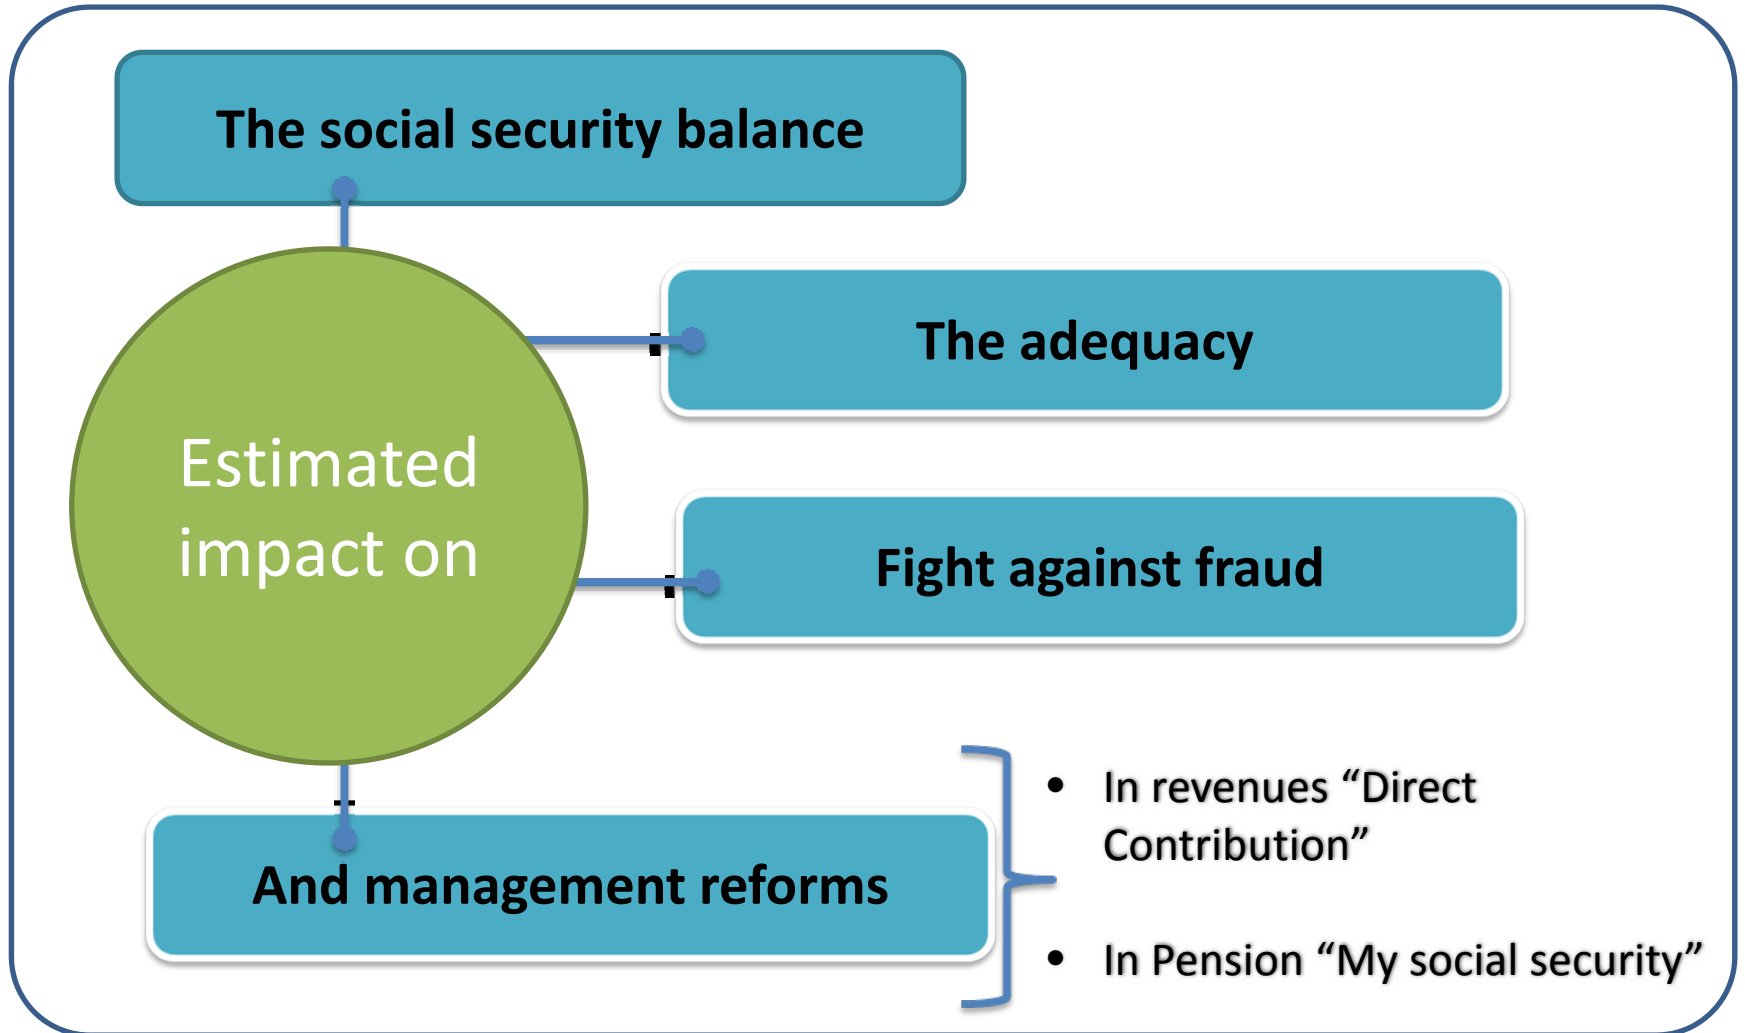 The social security balance
The adequacy
Estimated
impact on
Fight against fraud
And management reforms
• In revenues “Direct
Contribution”
• In Pension “My social security”